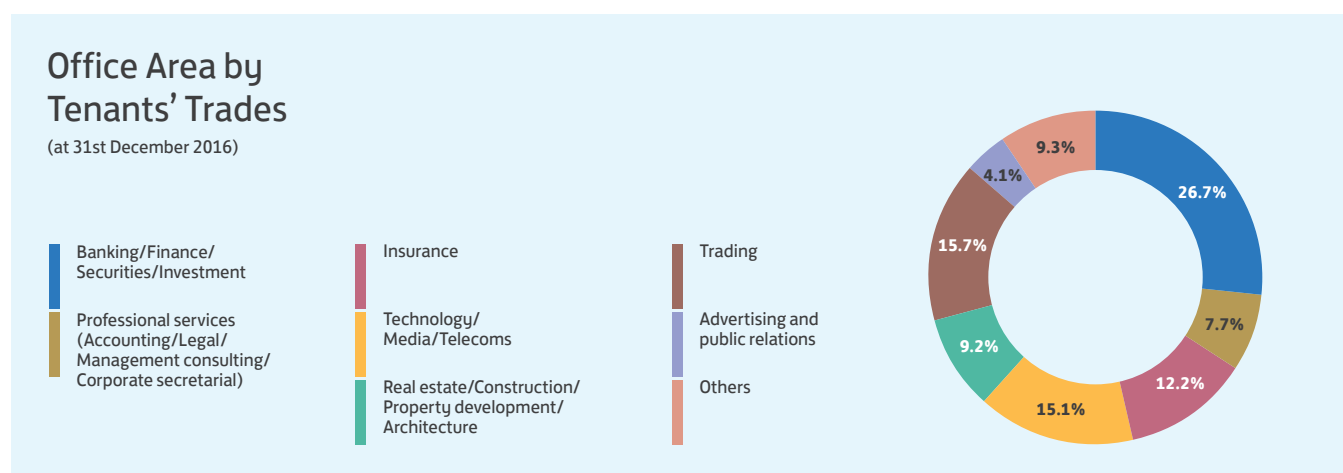 Office Area by
Tenants’ Trades
(at 31st December 2016)
Banking/Finance/
Securities/Investment
Professional services
(Accounting/Legal/
Management consulting/
Corporate secretarial)
Insurance
Technology/
Media/Telecoms
Real estate/Construction/
Property development/
Architecture
Trading
Advertising and
public relations
Others
26.7%
7.7%
12.2%
15.1%
9.2%
15.7%
4.1%
9.3%